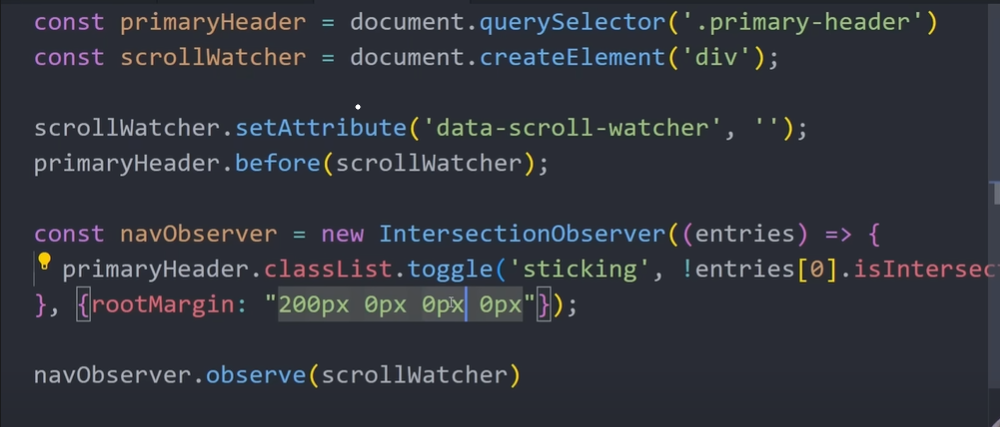 const primaryHeader = document.querySelector('.primary-header')
const scrollWatcher = document.createElement('div');
scrollWatcher.setAttribute('data-scroll-watcher', '');
primaryHeader.before(scrollWatcher);
const navObserver = new IntersectionObserver((entries) => {
primaryHeader.classList.toggle('sticking', !entries[0].isIntersec
}, {rootMargin: "200px 0px 0px 0px"});
navObserver.observe(scrollWatcher)